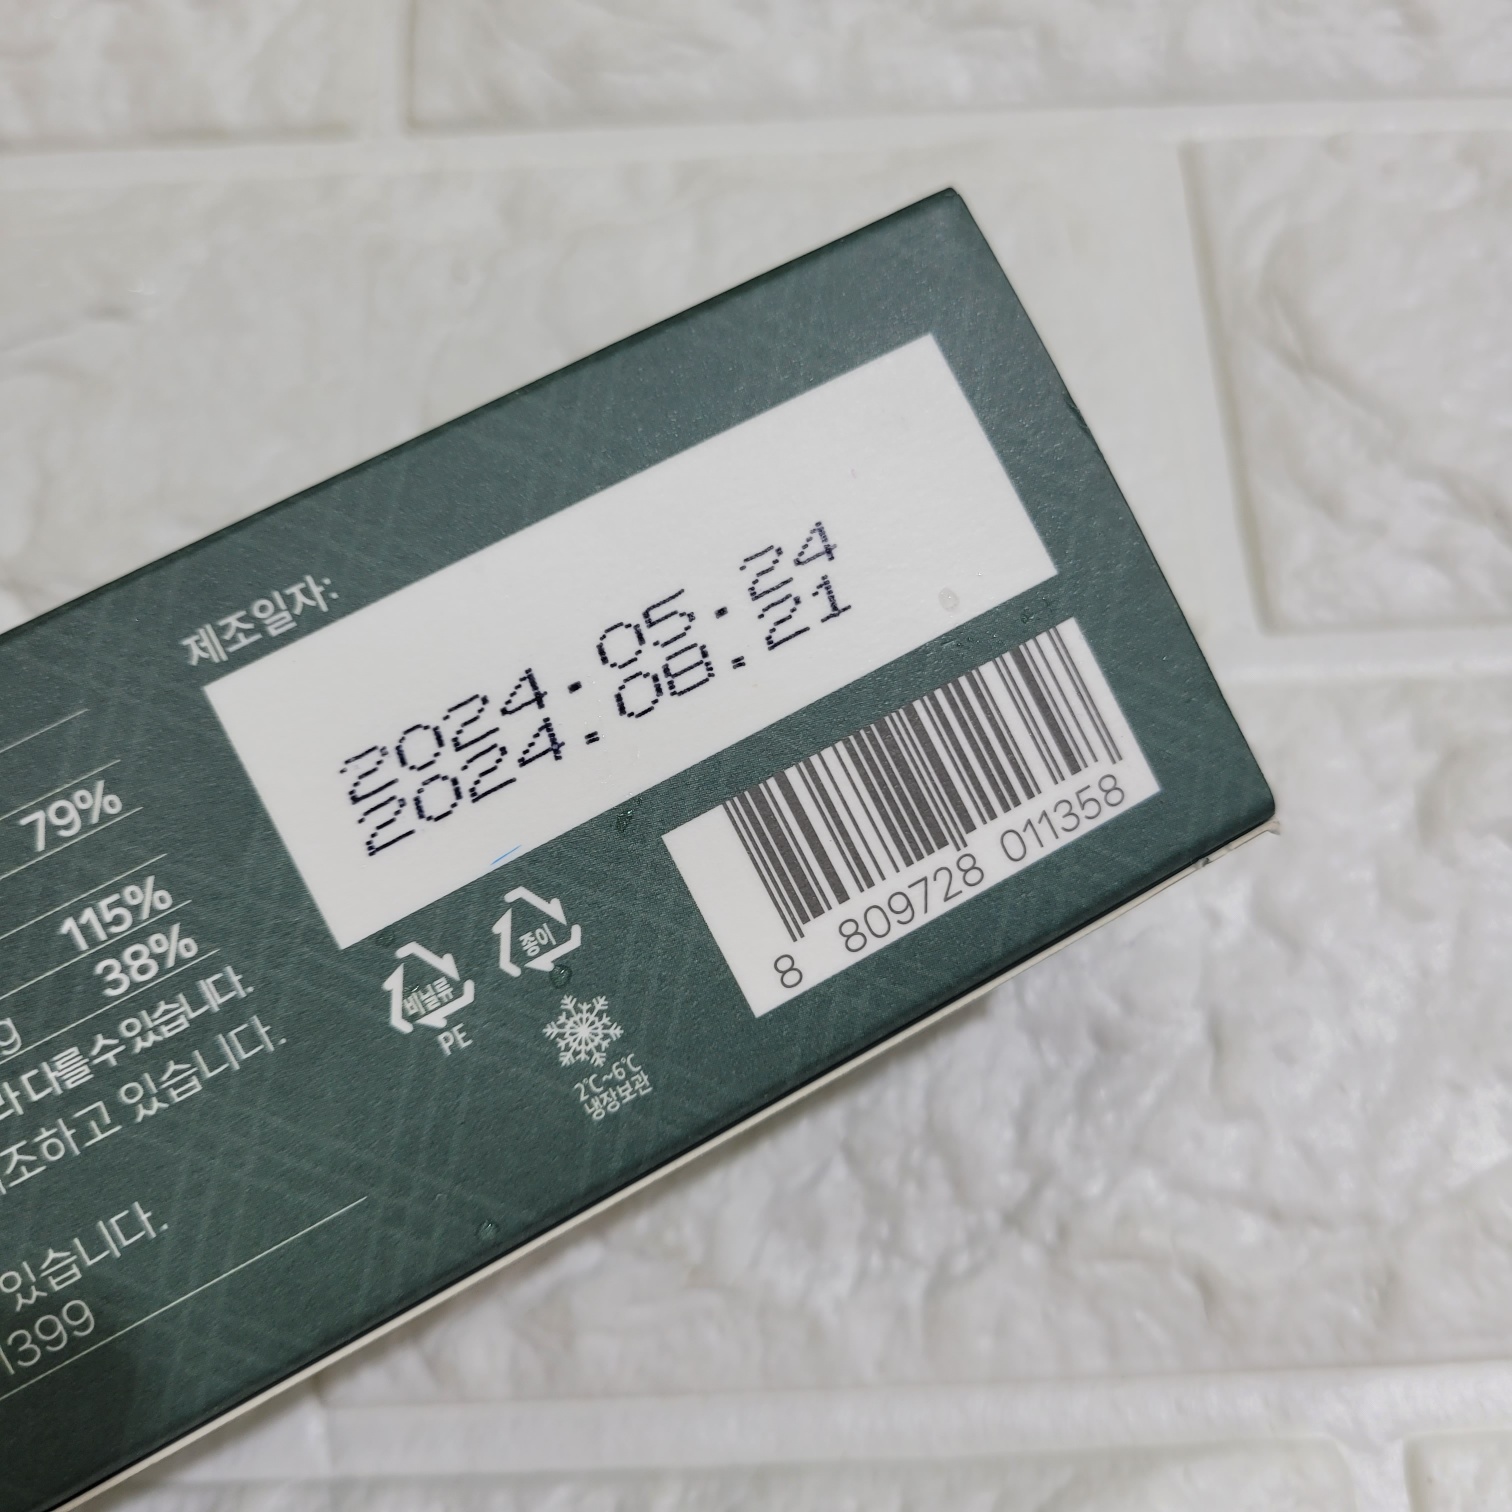 제조일자:
2024.05.24
2024.08.21
79%
115%
38%
g
다를 수 있습니다.
조하고 있습니다.
있습니다.
1399
비닐류
PE
종이
2℃~6℃
냉장보관
8 809728 011358